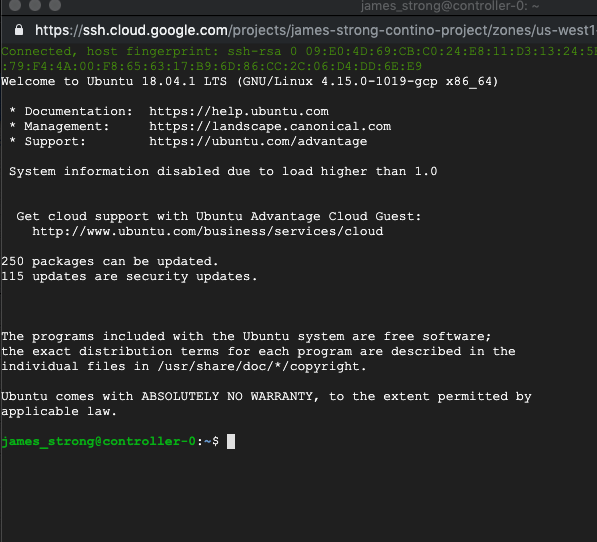 james_strong@controller-0: ~
https://ssh.cloud.google.com/projects/james-strong-contino-project/zones/us-west1-
Connected, host fingerprint: ssh-rsa 0 09:E0:4D:69:CB:C0:24:E8:11:D3:13:24:5
:79:F4:4A:00:F8:65:63:17:B9:6D:86:CC:2C:06:D4:DD:6E:E9
Welcome to Ubuntu 18.04.1 LTS (GNU/Linux 4.15.0-1019-gcp x86_64)
* Documentation: https://help.ubuntu.com
* Management: https://landscape.canonical.com
* Support: https://ubuntu.com/advantage
System information disabled due to load higher than 1.0
Get cloud support with Ubuntu Advantage Cloud Guest:
http://www.ubuntu.com/business/services/cloud
250 packages can be updated.
115 updates are security updates.
The programs included with the Ubuntu system are free software;
the exact distribution terms for each program are described in the
individual files in /usr/share/doc/*/copyright.
Ubuntu comes with ABSOLUTELY NO WARRANTY, to the extent permitted by
applicable law.
james_strong@controller-0:~$